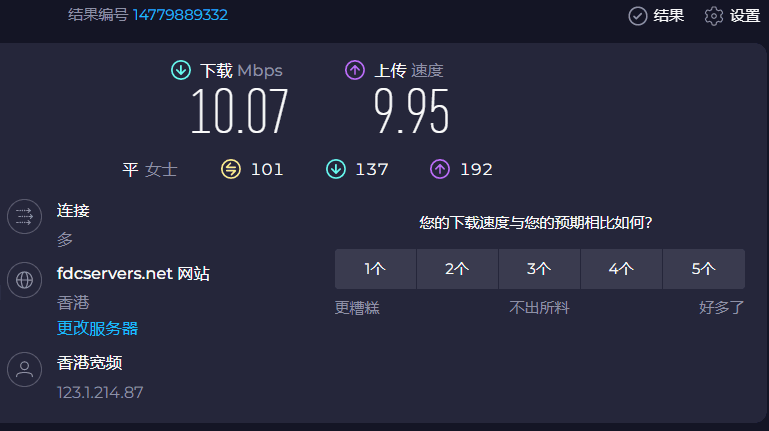 结果编号 14779889332
结果 设置
下载 Mbps 上传 速度
10.07 9.95
平 女士 101 137 192
连接
多
fdcservers.net 网站
香港
更改服务器
香港宽频
123.1.214.87
您的下载速度与您的预期相比如何?
1个 2个 3个 4个 5个
更糟糕 不出所料 好多了